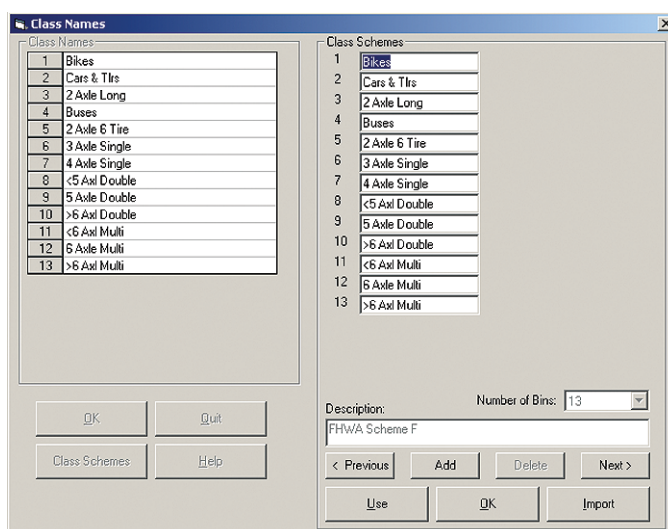 Class Names
Class Names
1 Bikes
2 Cars & Tlrs
3 2 Axle Long
4 Buses
5 2 Axle 6 Tire
6 3 Axle Single
7 4 Axle Single
8 <5 Axl Double
9 5 Axle Double
10 >6 Axl Double
11 <6 Axl Multi
12 6 Axle Multi
13 >6 Axl Multi
OK Quit
Class Schemes Help
Class Schemes
1 Bikes
2 Cars & Tlrs
3 2 Axle Long
4 Buses
5 2 Axle 6 Tire
6 3 Axle Single
7 4 Axle Single
8 <5 Axl Double
9 5 Axle Double
10 >6 Axl Double
11 <6 Axl Multi
12 6 Axle Multi
13 >6 Axl Multi
Number of Bins: 13
Description:
FHWA Scheme F
< Previous Add Delete Next >
Use OK Import